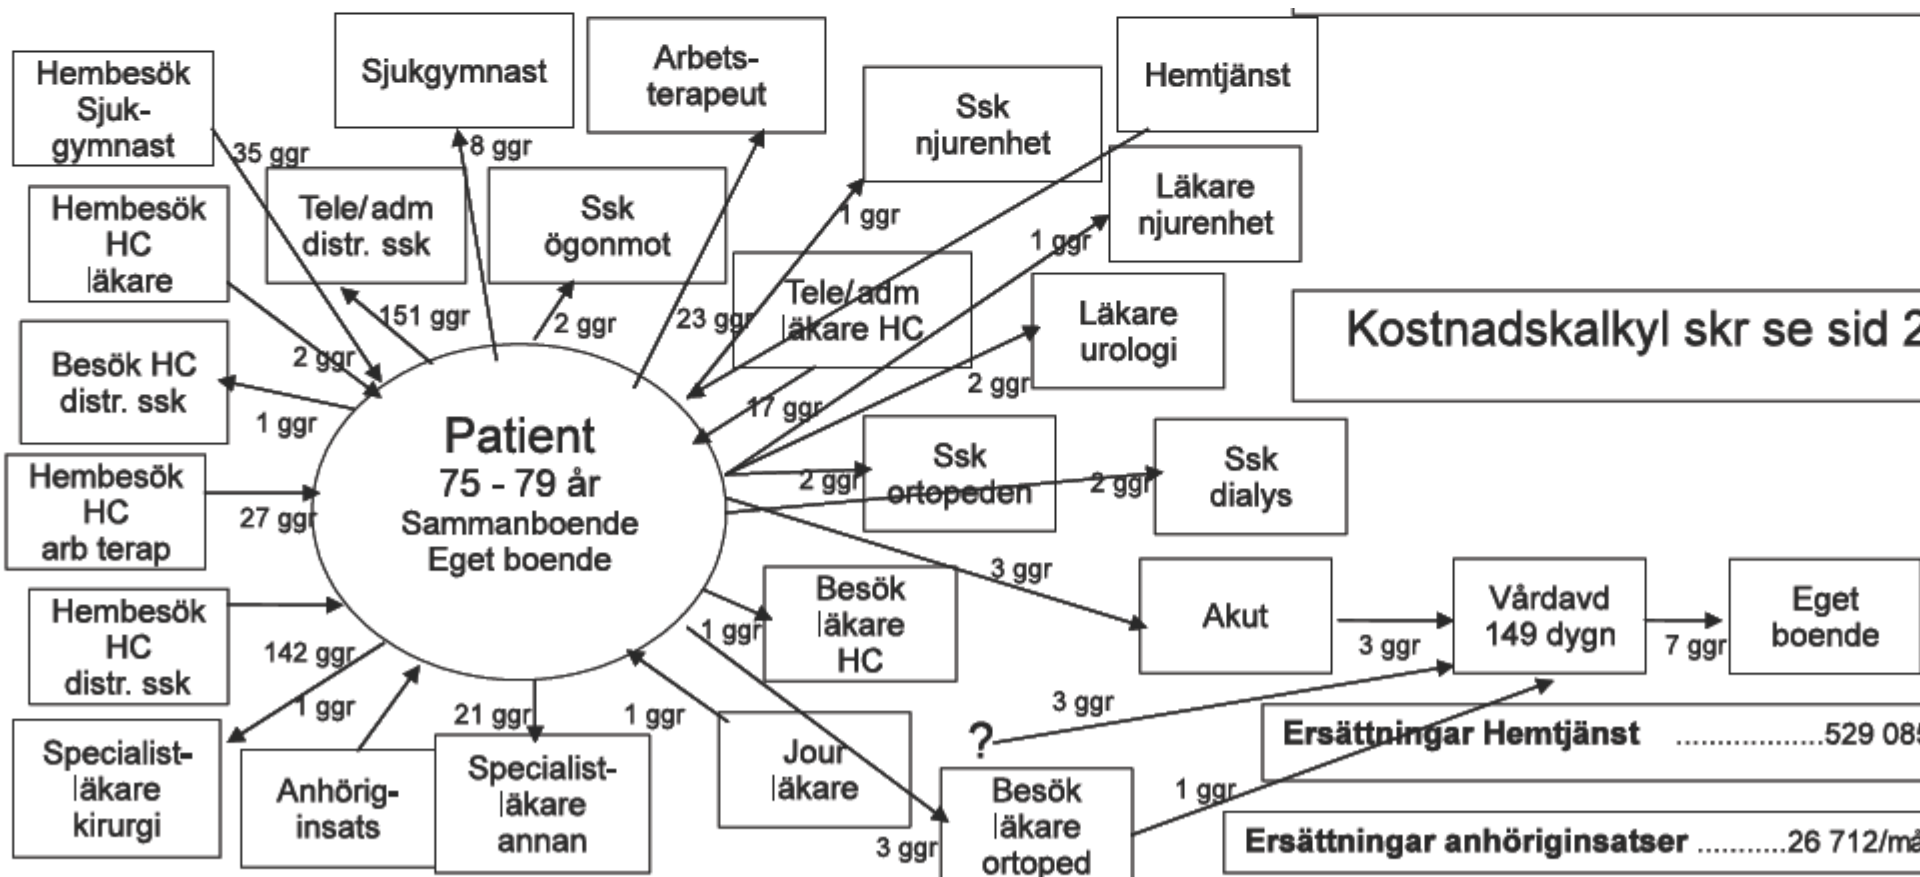 Hembesök
Sjuk-
gymnast
Sjukgymnast
Arbets-
terapeut
Ssk
njurenhet
Hemtjänst
35 ggr
8 ggr
Hembesök
HC
läkare
Tele/adm
distr. ssk
Ssk
ögonmot
1 ggr
Läkare
njurenhet
1 ggr
Tele/adm
läkare HC
151 ggr
2 ggr
23 ggr
Läkare
urologi
Kostnadskalkyl skr se sid 2
Besök HC
distr. ssk
2 ggr
1 ggr
2 ggr
17 ggr
Patient
75 - 79 år
Sammanboende
Eget boende
Hembesök
HC
arb terap
27 ggr
2 ggr
Ssk
ortopeden
2 ggr
Ssk
dialys
3 ggr
Hembesök
HC
distr. ssk
142 ggr
1 ggr
Besök
läkare
HC
Akut
3 ggr
Vårdavd
149 dygn
7 ggr
Eget
boende
1 ggr
21 ggr
1 ggr
3 ggr
?
Specialist-
läkare
kirurgi
Anhörig-
insats
Specialist-
läkare
annan
Jour
läkare
3 ggr
Besök
läkare
ortoped
1 ggr
Ersättningar Hemtjänst ..................529 085
Ersättningar anhöriginsatser ...........26 712/må